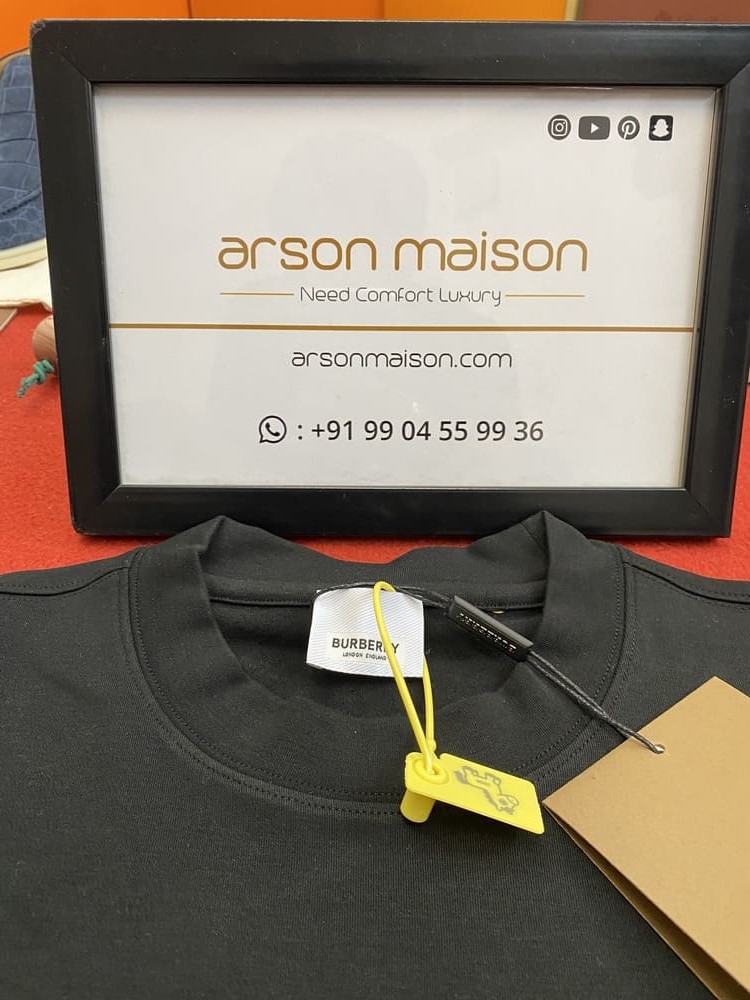 arson maison
Need Comfort Luxury
arsonmaison.com
: +91 99 04 55 99 36
BURBERRY
LONDON ENGLAND